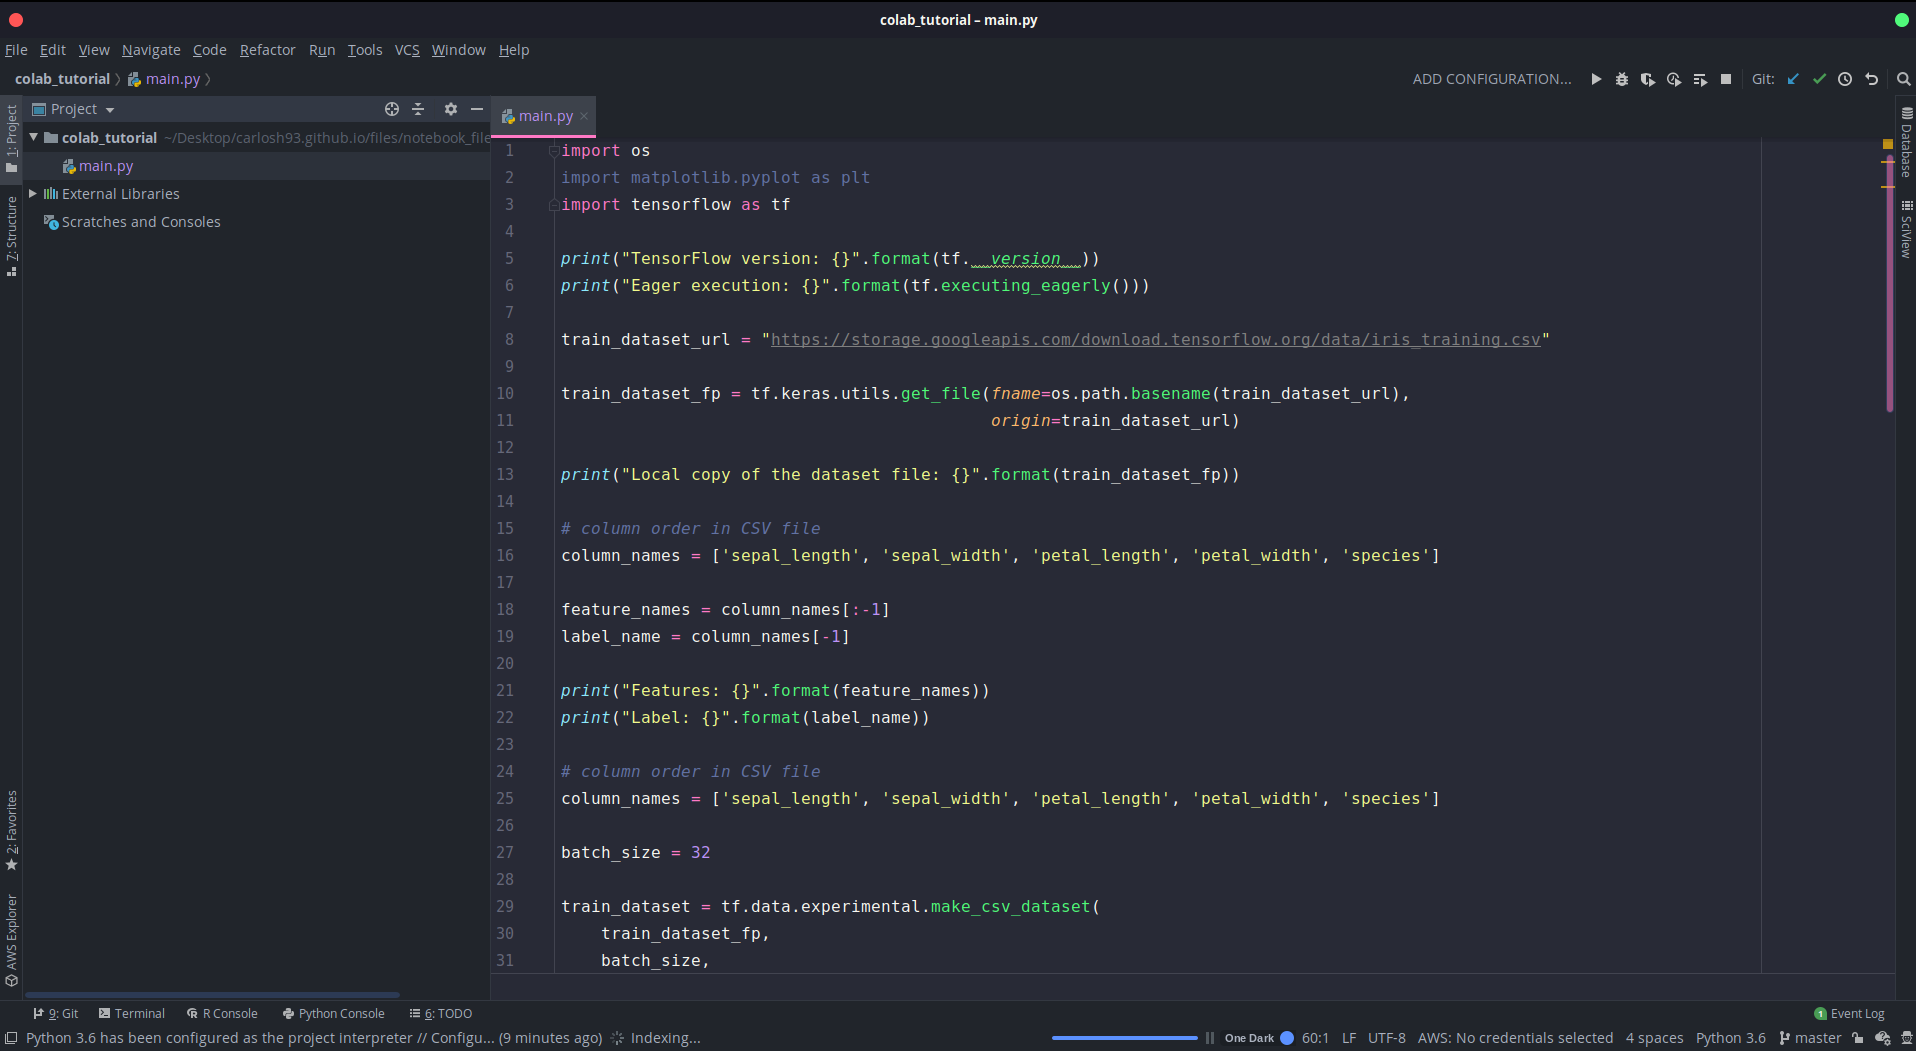 colab_tutorial – main.py
File Edit View Navigate Code Refactor Run Tools VCS Window Help
colab_tutorial main.py
ADD CONFIGURATION... Git:
1: Project
Z: Structure
2: Favorites
AWS Explorer
Project
colab_tutorial ~/Desktop/carlosh93.github.io/files/notebook_file
main.py
External Libraries
Scratches and Consoles
main.py
1 import os
2 import matplotlib.pyplot as plt
3 import tensorflow as tf
4
5 print("TensorFlow version: {}".format(tf.__version__))
6 print("Eager execution: {}".format(tf.executing_eagerly()))
7
8 train_dataset_url = "https://storage.googleapis.com/download.tensorflow.org/data/iris_training.csv"
9
10 train_dataset_fp = tf.keras.utils.get_file(fname=os.path.basename(train_dataset_url),
11                                            origin=train_dataset_url)
12
13 print("Local copy of the dataset file: {}".format(train_dataset_fp))
14
15 # column order in CSV file
16 column_names = ['sepal_length', 'sepal_width', 'petal_length', 'petal_width', 'species']
17
18 feature_names = column_names[:-1]
19 label_name = column_names[-1]
20
21 print("Features: {}".format(feature_names))
22 print("Label: {}".format(label_name))
23
24 # column order in CSV file
25 column_names = ['sepal_length', 'sepal_width', 'petal_length', 'petal_width', 'species']
26
27 batch_size = 32
28
29 train_dataset = tf.data.experimental.make_csv_dataset(
30     train_dataset_fp,
31     batch_size,
Database
SciView
9: Git Terminal R Console Python Console 6: TODO
1 Event Log
Python 3.6 has been configured as the project interpreter // Configu... (9 minutes ago) Indexing...
One Dark 60:1 LF UTF-8 AWS: No credentials selected 4 spaces Python 3.6 master